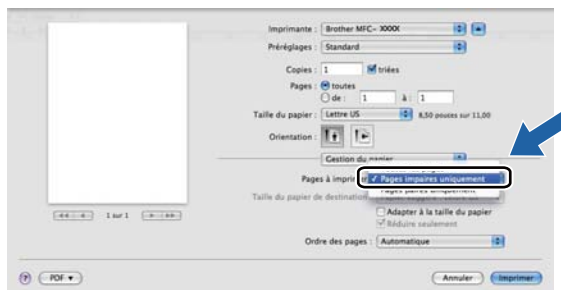 Imprimante : Brother MFC- XXXX
Préréglages : Standard
Copies : 1 triées
Pages : toutes
De : 1 à : 1
Taille du papier : Lettre US 8,50 pouces sur 11,00
Orientation :
Gestion du papier
Pages à imprimer
✓ Pages impaires uniquement
Pages paires uniquement
Taille du papier de destination
Adapter à la taille du papier
Réduire seulement
1 sur 1
Ordre des pages : Automatique
? PDF ▼ Annuler Imprimer